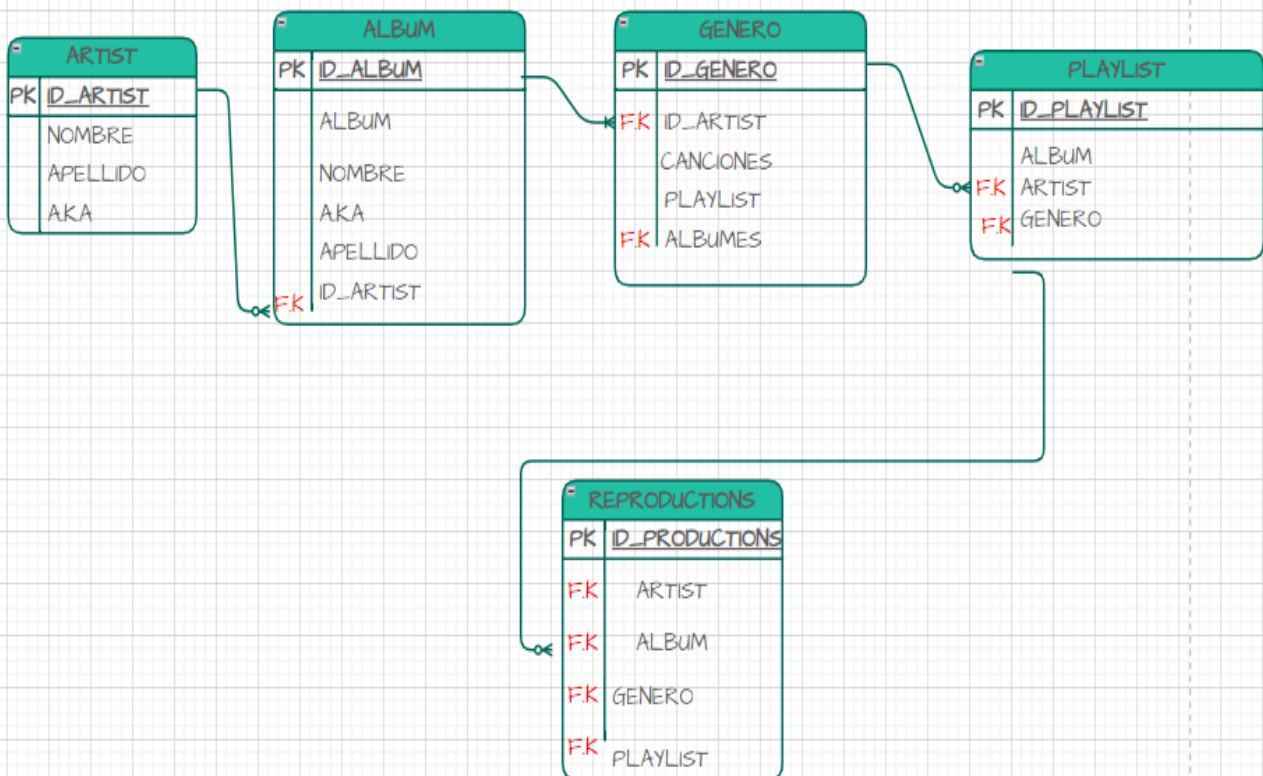 ARTIST
PK ID_ARTIST
NOMBRE
APELLIDO
A.K.A
ALBUM
PK ID_ALBUM
ALBUM
NOMBRE
A.K.A
APELLIDO
F.K ID_ARTIST
GENERO
PK ID_GENERO
F.K ID_ARTIST
CANCIONES
PLAYLIST
F.K ALBUMES
PLAYLIST
PK ID_PLAYLIST
ALBUM
F.K ARTIST
F.K GENERO
REPRODUCTIONS
PK ID_PRODUCTIONS
F.K ARTIST
F.K ALBUM
F.K GENERO
F.K PLAYLIST